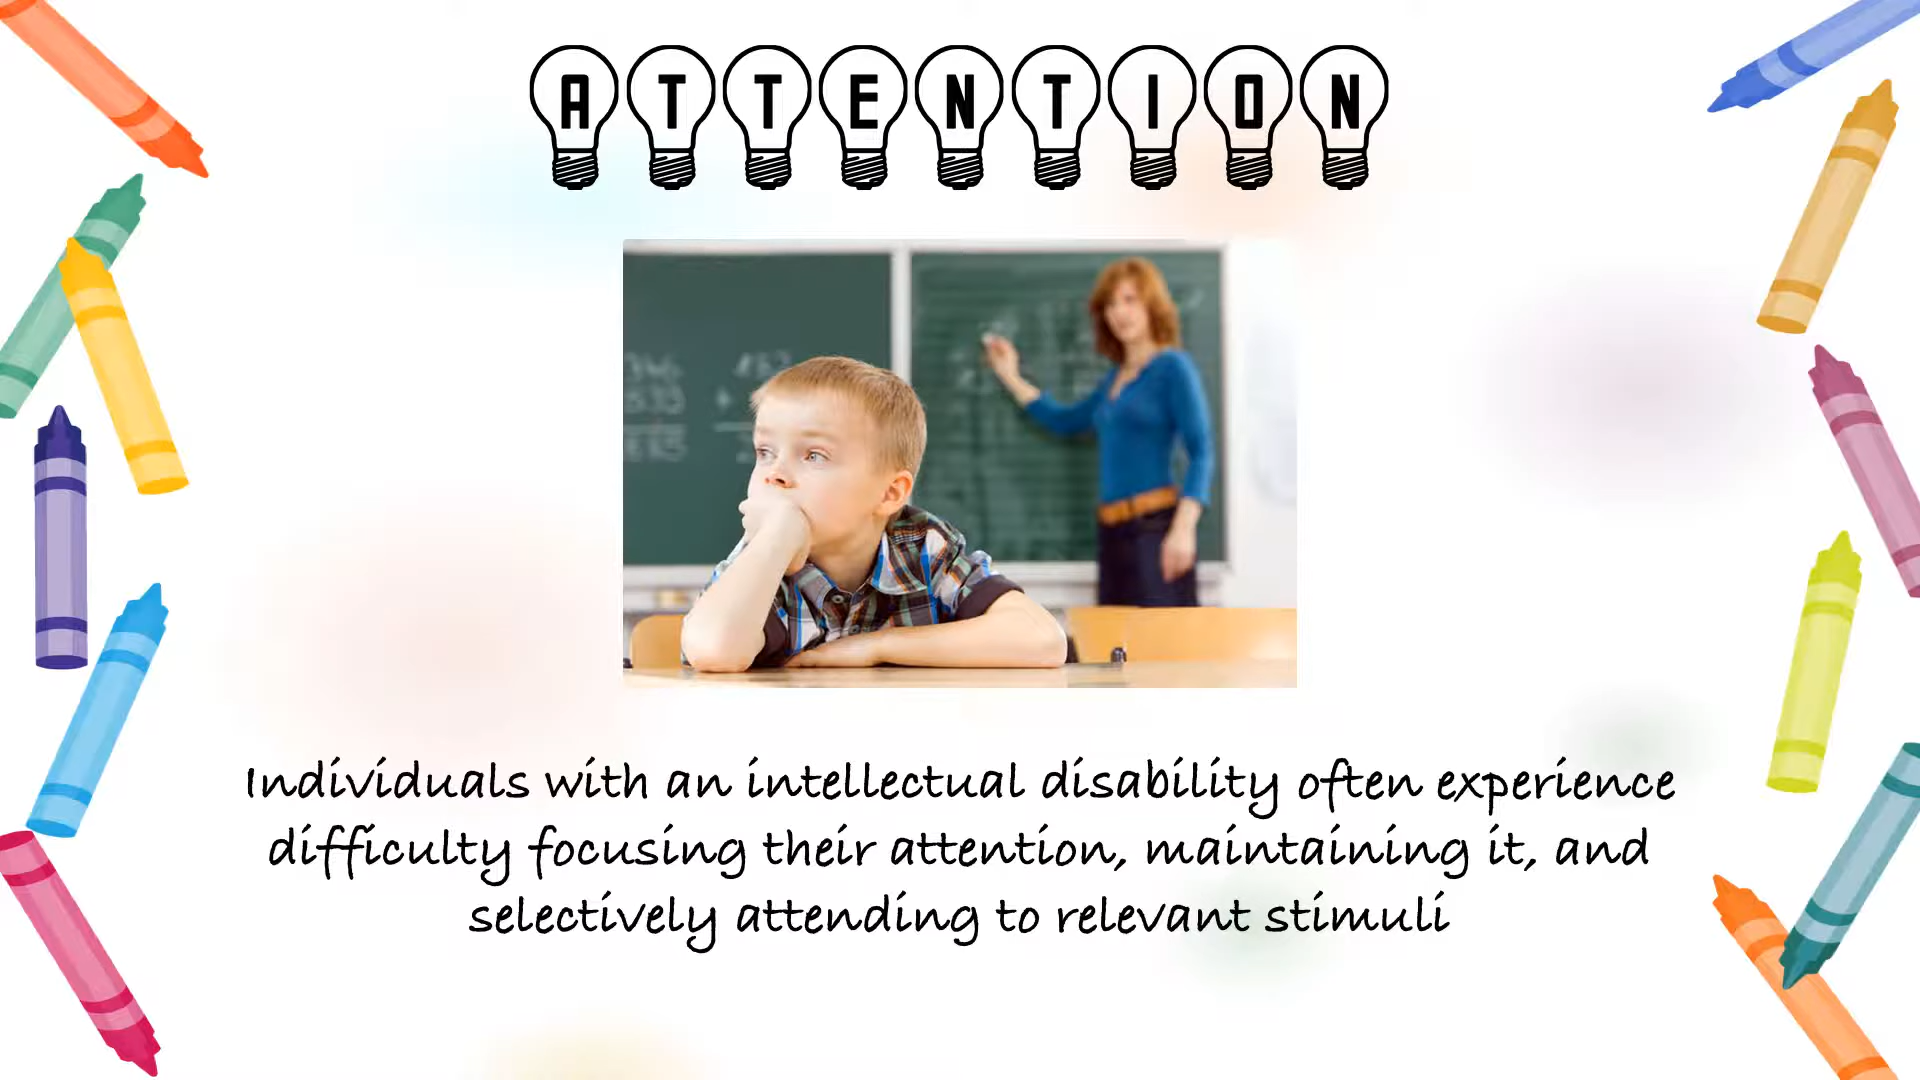 ATTENTION
Individuals with an intellectual disability often experience
difficulty focusing their attention, maintaining it, and
selectively attending to relevant stimuli